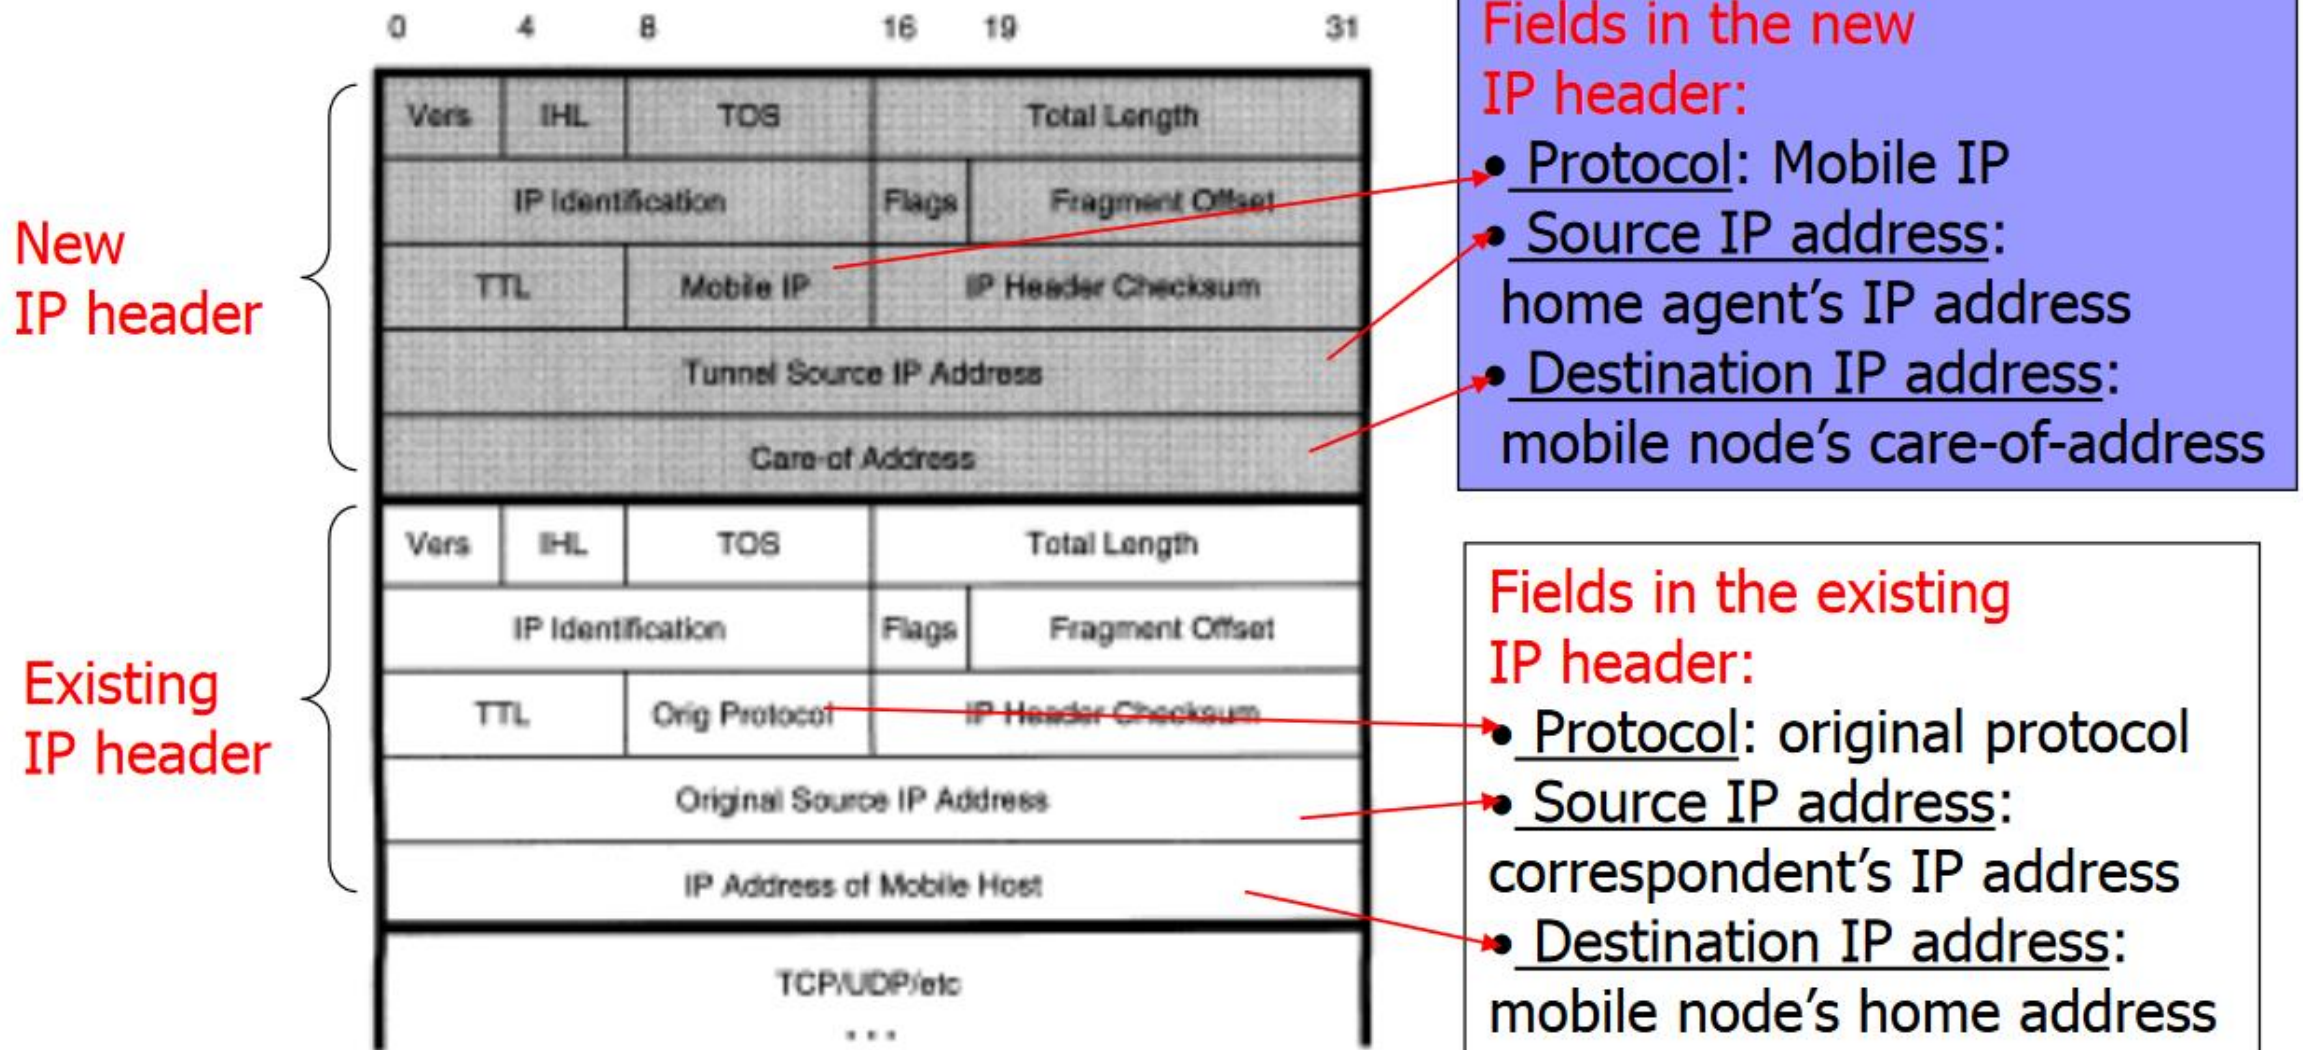 0 4 8 16 19 31
New
IP header
Vers IHL TOS Total Length
IP Identification Flags Fragment Offset
TTL Mobile IP IP Header Checksum
Tunnel Source IP Address
Care-of Address
Existing
IP header
Vers IHL TOS Total Length
IP Identification Flags Fragment Offset
TTL Orig Protocol IP Header Checksum
Original Source IP Address
IP Address of Mobile Host
TCP/UDP/etc
...
Fields in the new
IP header:
• Protocol: Mobile IP
• Source IP address:
home agent’s IP address
• Destination IP address:
mobile node’s care-of-address
Fields in the existing
IP header:
• Protocol: original protocol
• Source IP address:
correspondent’s IP address
• Destination IP address:
mobile node’s home address